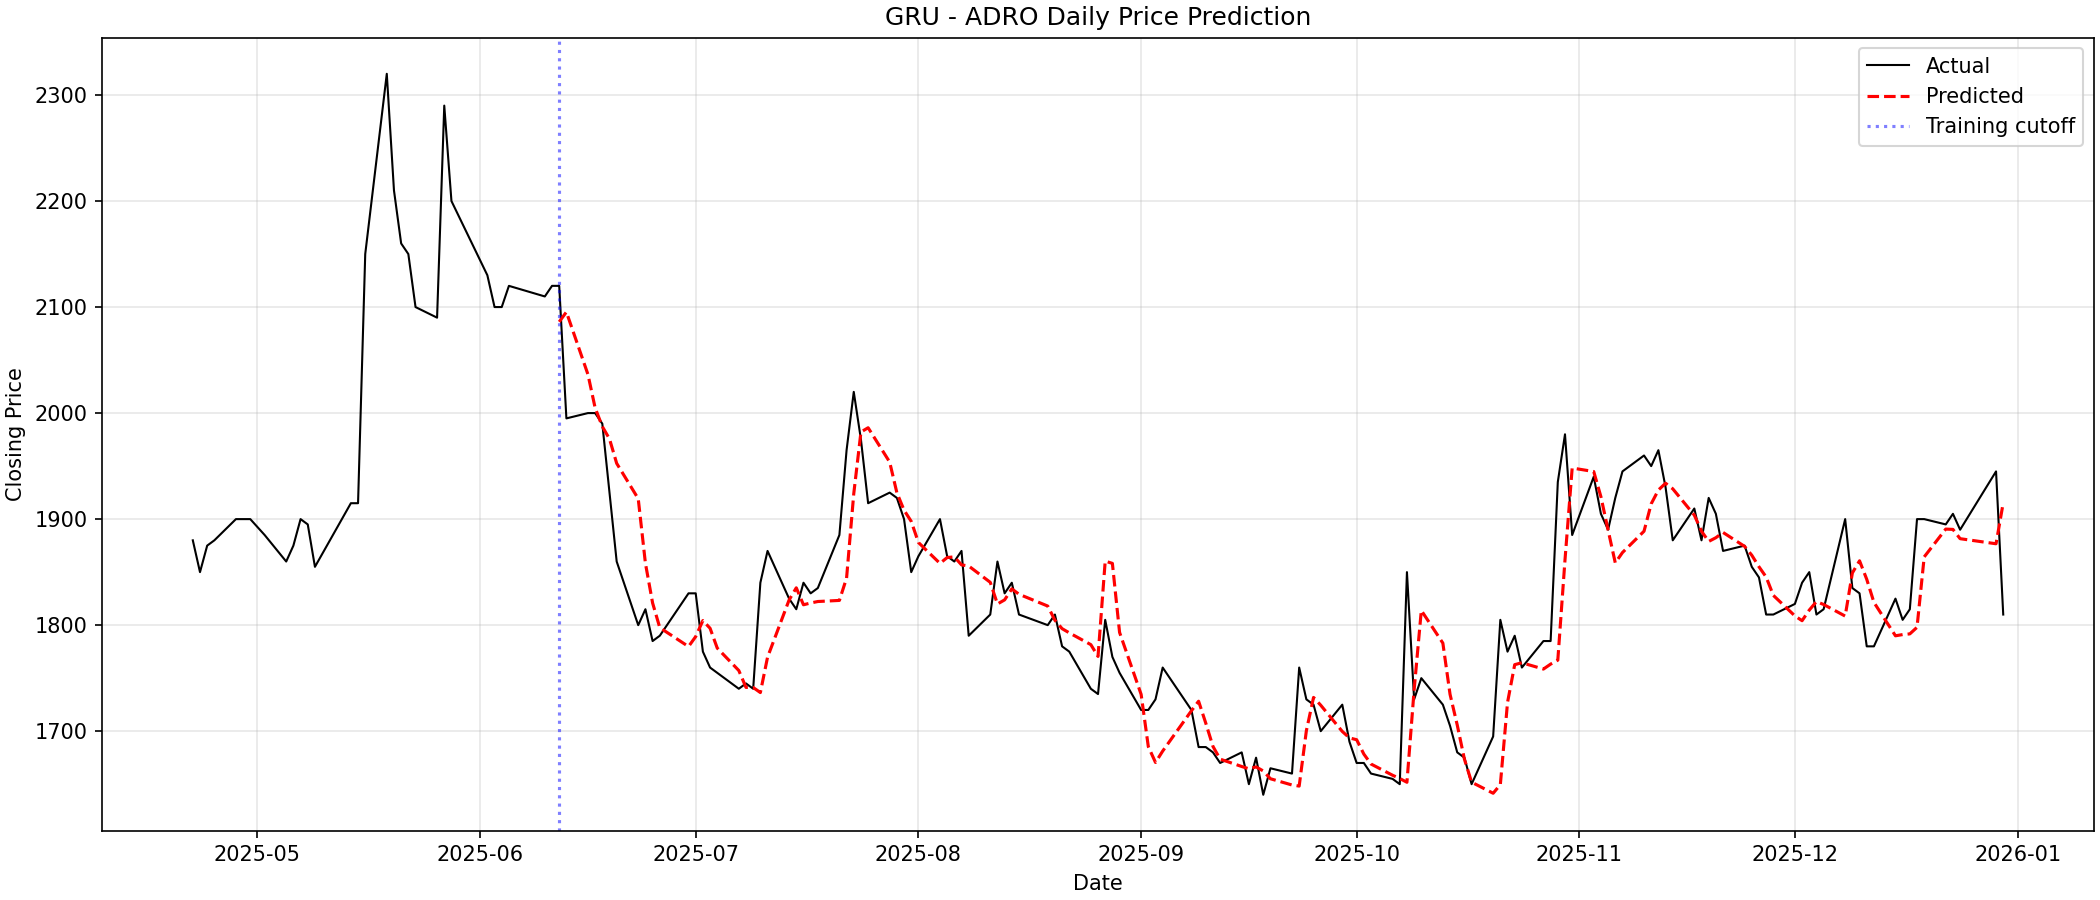 GRU - ADRO Daily Price Prediction
Actual
Predicted
Training cutoff
Closing Price
2300
2200
2100
2000
1900
1800
1700
2025-05 2025-06 2025-07 2025-08 2025-09 2025-10 2025-11 2025-12 2026-01
Date